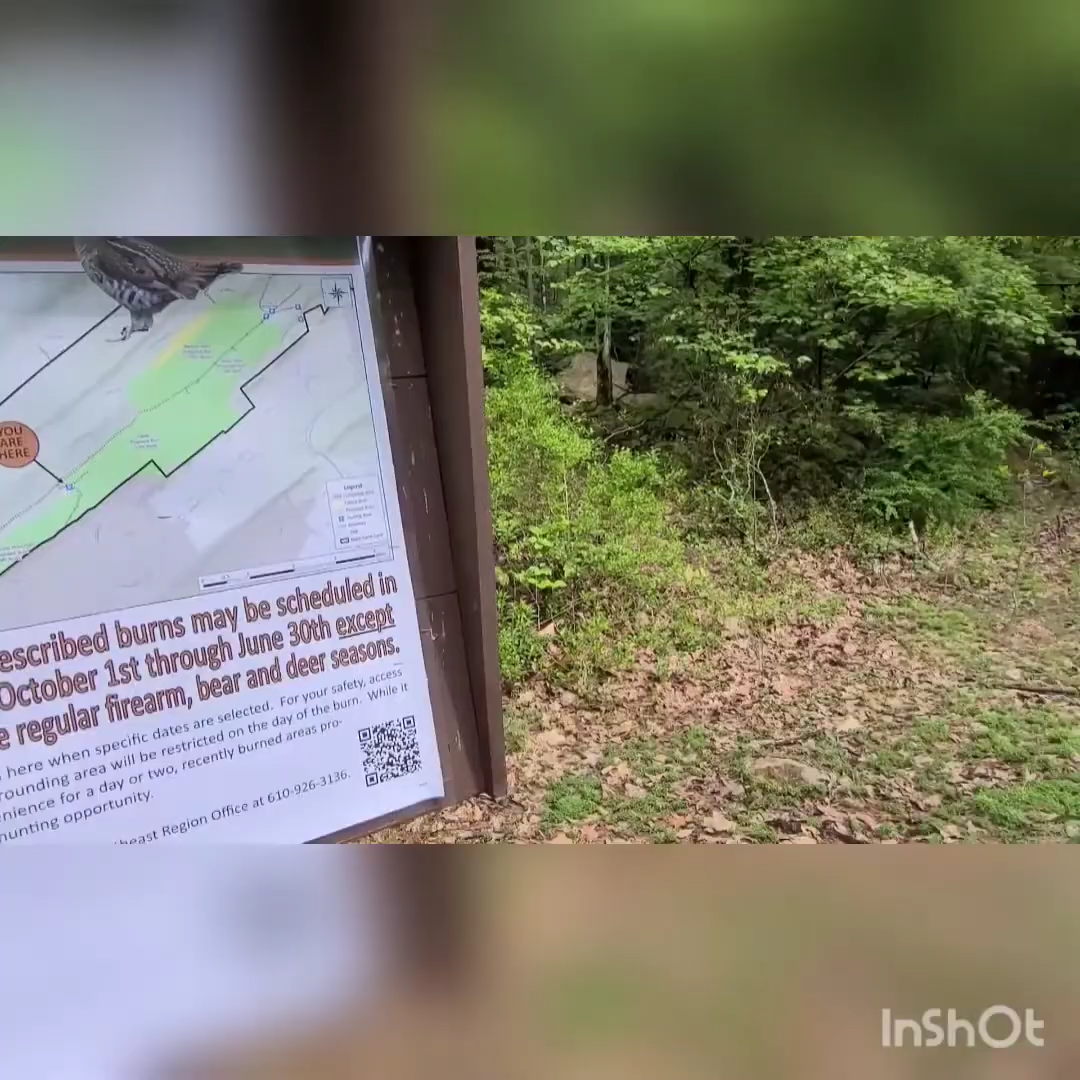 YOU
ARE
HERE
Legend
escribed burns may be scheduled in
October 1st through June 30th except
e regular firearm, bear and deer seasons.
here when specific dates are selected. For your safety, access
rounding area will be restricted on the day of the burn. While it
enience for a day or two, recently burned areas pro-
hunting opportunity.
heast Region Office at 610-926-3136.
InShOt